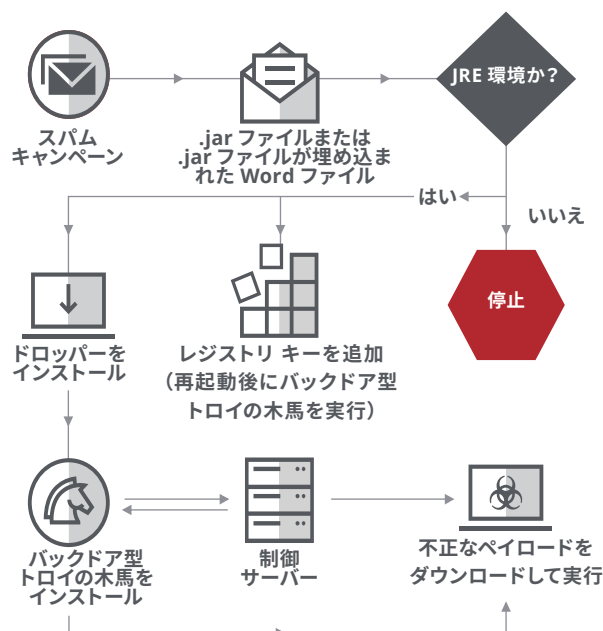 スパム
キャンペーン
.jar ファイルまたは
.jar ファイルが埋め込ま
れた Word ファイル
JRE 環境か?
はい
いいえ
停止
ドロッパーを
インストール
レジストリ キーを追加
（再起動後にバックドア型
トロイの木馬を実行）
バックドア型
トロイの木馬を
インストール
制御
サーバー
不正なペイロードを
ダウンロードして実行